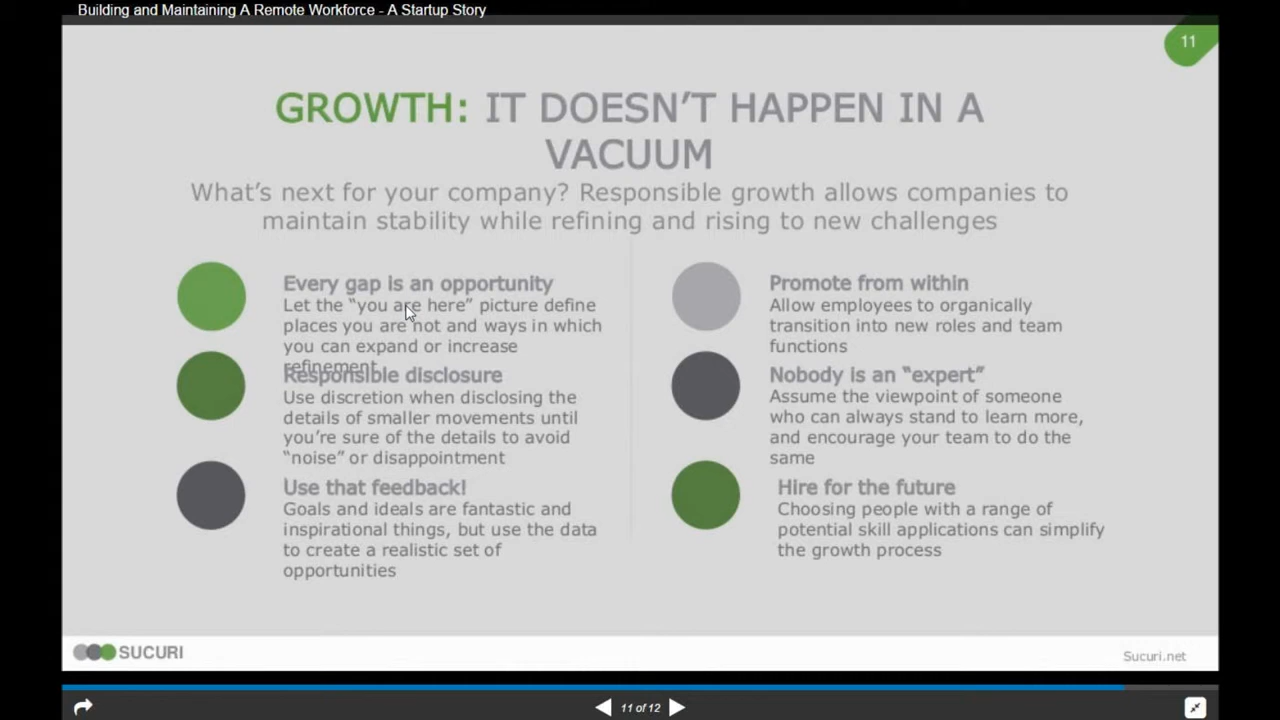 Building and Maintaining A Remote Workforce - A Startup Story
11
GROWTH: IT DOESN'T HAPPEN IN A
VACUUM
What's next for your company? Responsible growth allows companies to
maintain stability while refining and rising to new challenges
Every gap is an opportunity
Let the “you are here” picture define
places you are not and ways in which
you can expand or increase
refinement
Responsible disclosure
Use discretion when disclosing the
details of smaller movements until
you're sure of the details to avoid
“noise” or disappointment
Use that feedback!
Goals and ideals are fantastic and
inspirational things, but use the data
to create a realistic set of
opportunities
Promote from within
Allow employees to organically
transition into new roles and team
functions
Nobody is an “expert”
Assume the viewpoint of someone
who can always stand to learn more,
and encourage your team to do the
same
Hire for the future
Choosing people with a range of
potential skill applications can simplify
the growth process
SUCURI
Sucuri.net
11 of 12